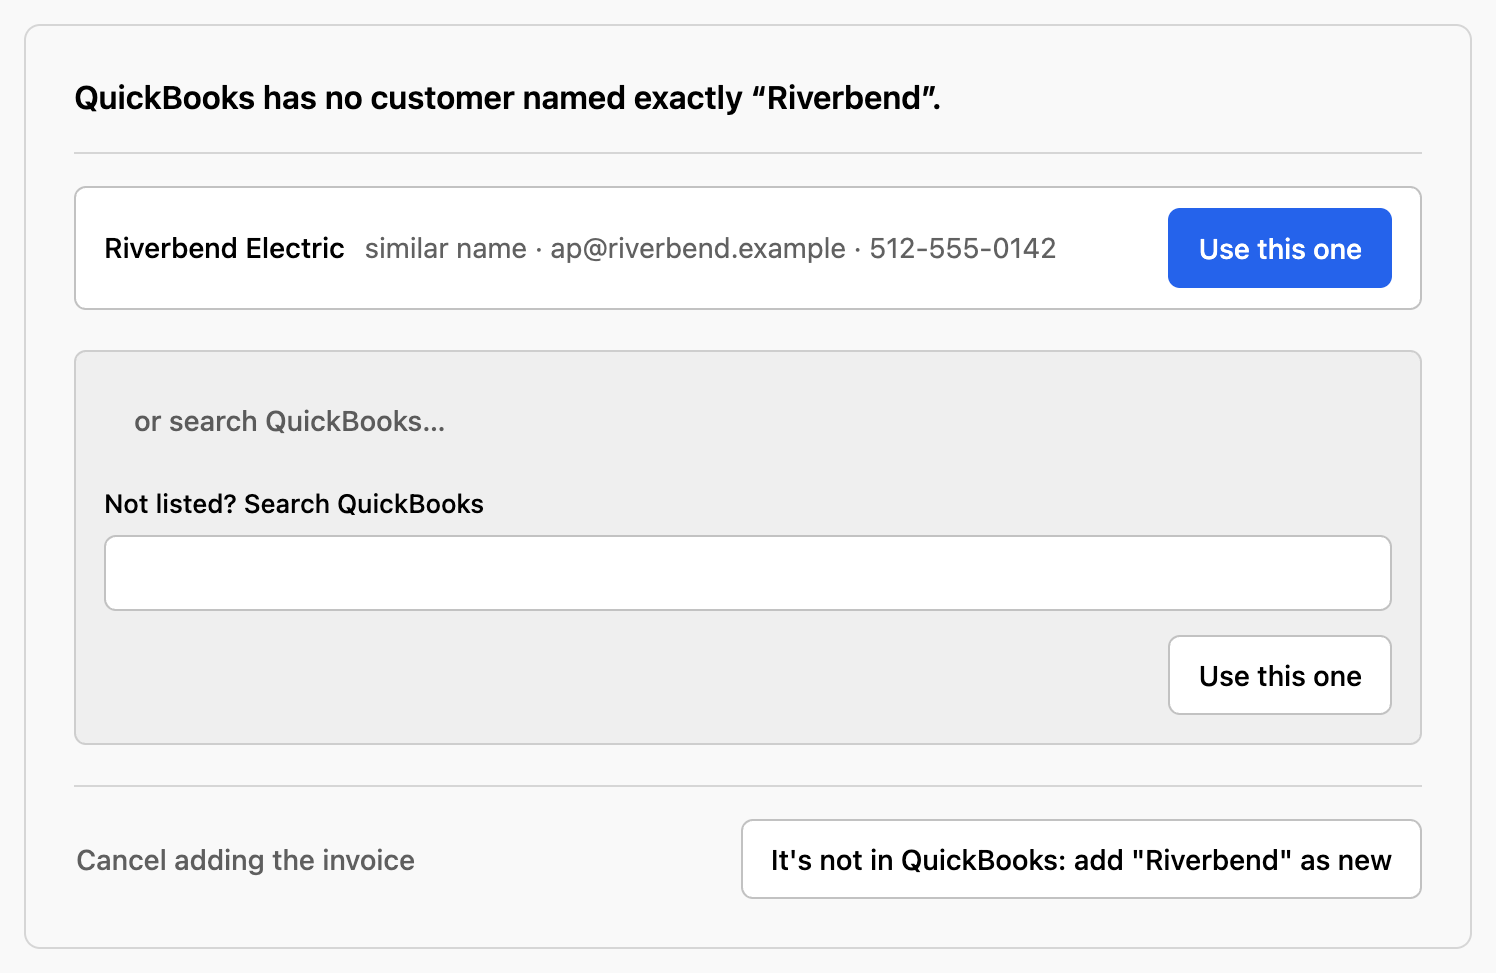 QuickBooks has no customer named exactly “Riverbend”.
Riverbend Electric similar name · ap@riverbend.example · 512-555-0142
Use this one
or search QuickBooks...
Not listed? Search QuickBooks
Use this one
Cancel adding the invoice
It's not in QuickBooks: add "Riverbend" as new